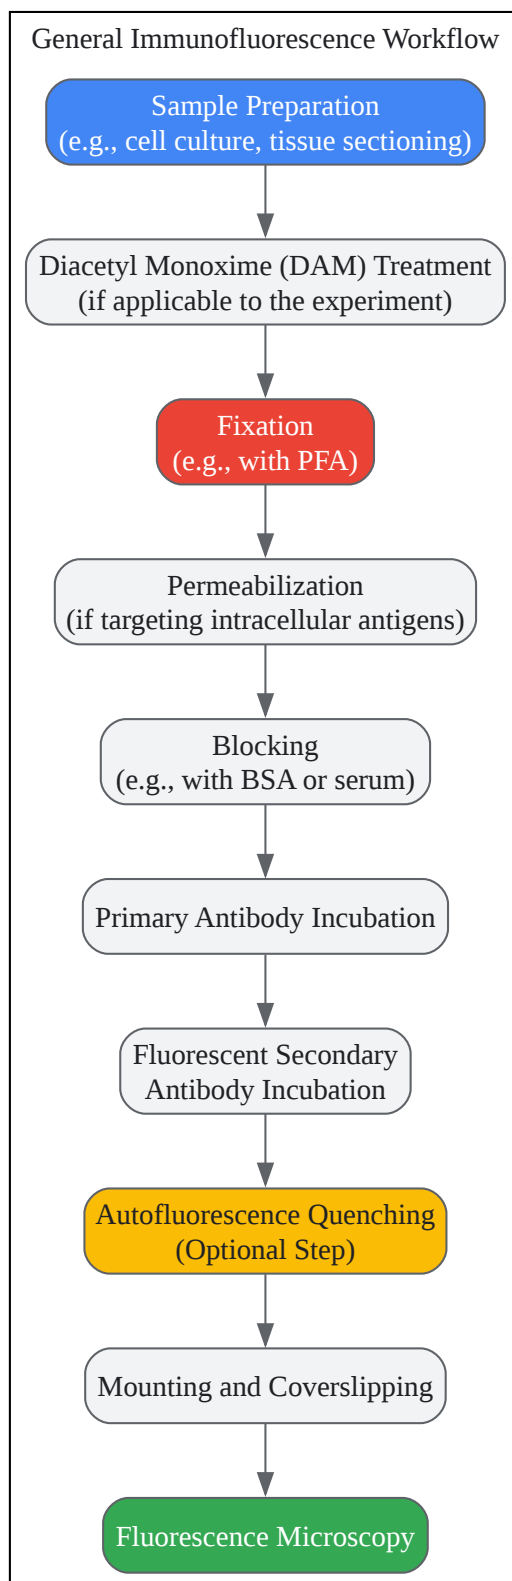 General Immunofluorescence Workflow
Sample Preparation
(e.g., cell culture, tissue sectioning)
Diacetyl Monoxime (DAM) Treatment
(if applicable to the experiment)
Fixation
(e.g., with PFA)
Permeabilization
(if targeting intracellular antigens)
Blocking
(e.g., with BSA or serum)
Primary Antibody Incubation
Fluorescent Secondary
Antibody Incubation
Autofluorescence Quenching
(Optional Step)
Mounting and Coverslipping
Fluorescence Microscopy